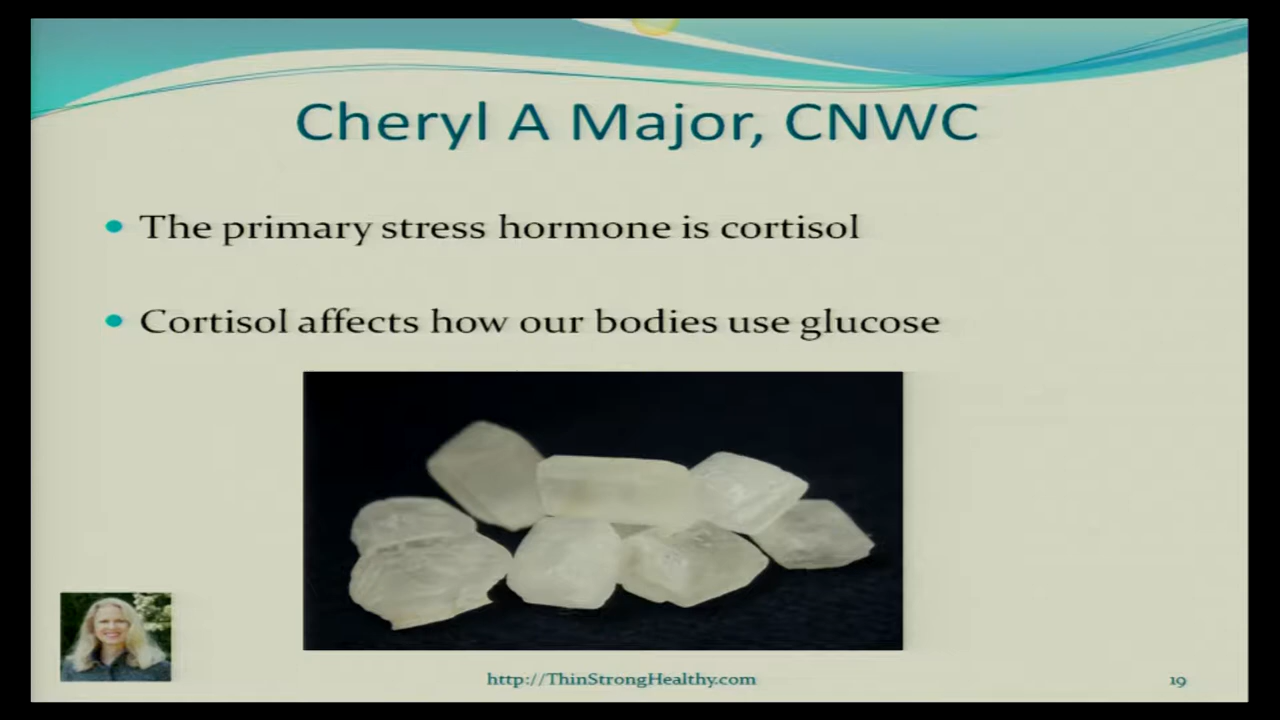 Cheryl A Major, CNWC
The primary stress hormone is cortisol
Cortisol affects how our bodies use glucose
http://ThinStrongHealthy.com
19